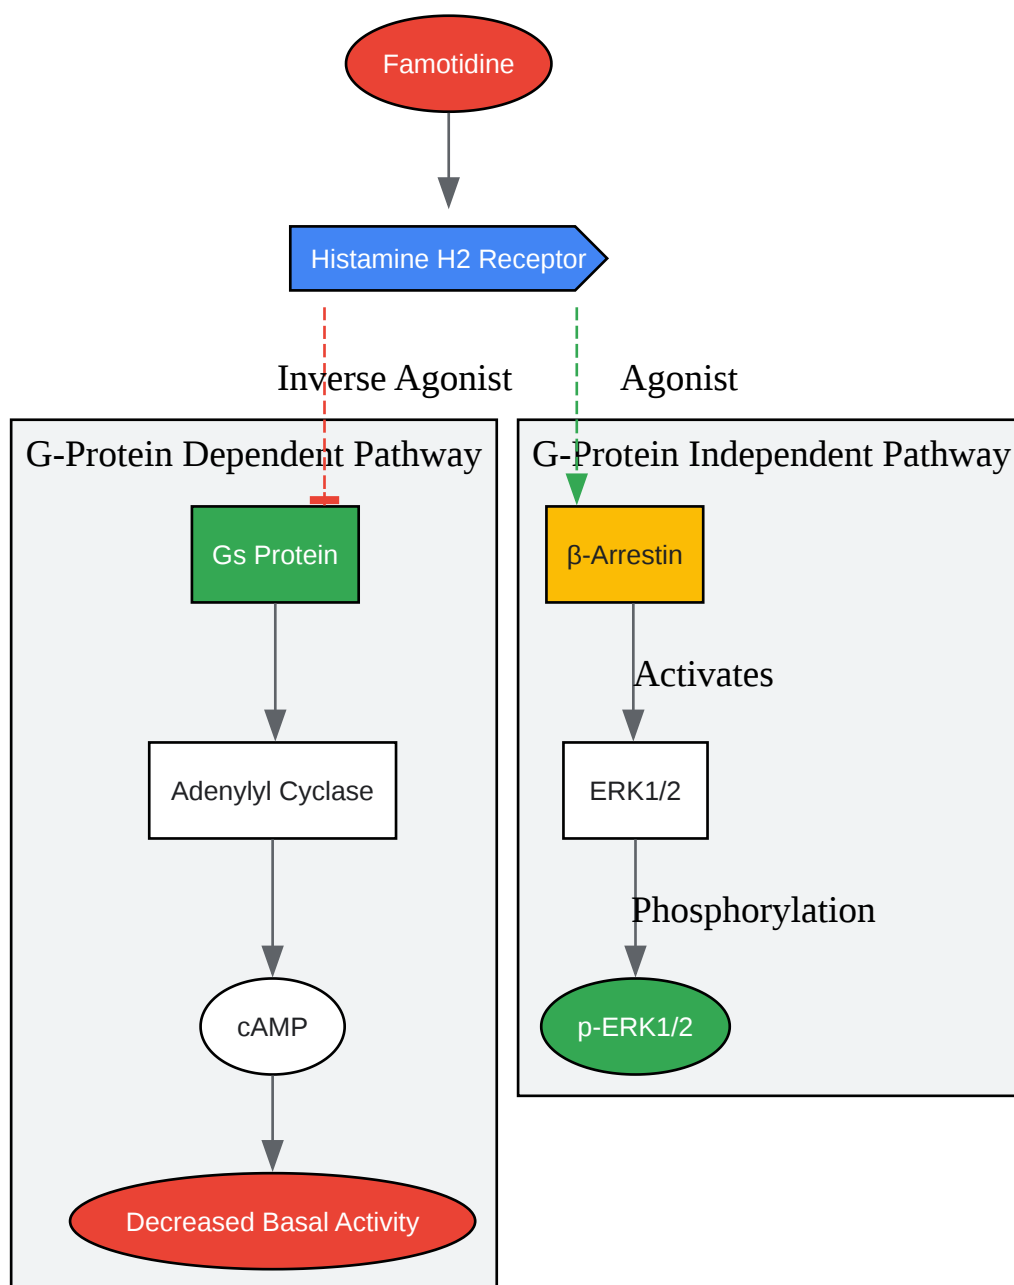 Famotidine
Histamine H2 Receptor
Inverse Agonist
Agonist
G-Protein Dependent Pathway
G-Protein Independent Pathway
Gs Protein
β-Arrestin
Activates
Adenylyl Cyclase
ERK1/2
Phosphorylation
cAMP
p-ERK1/2
Decreased Basal Activity